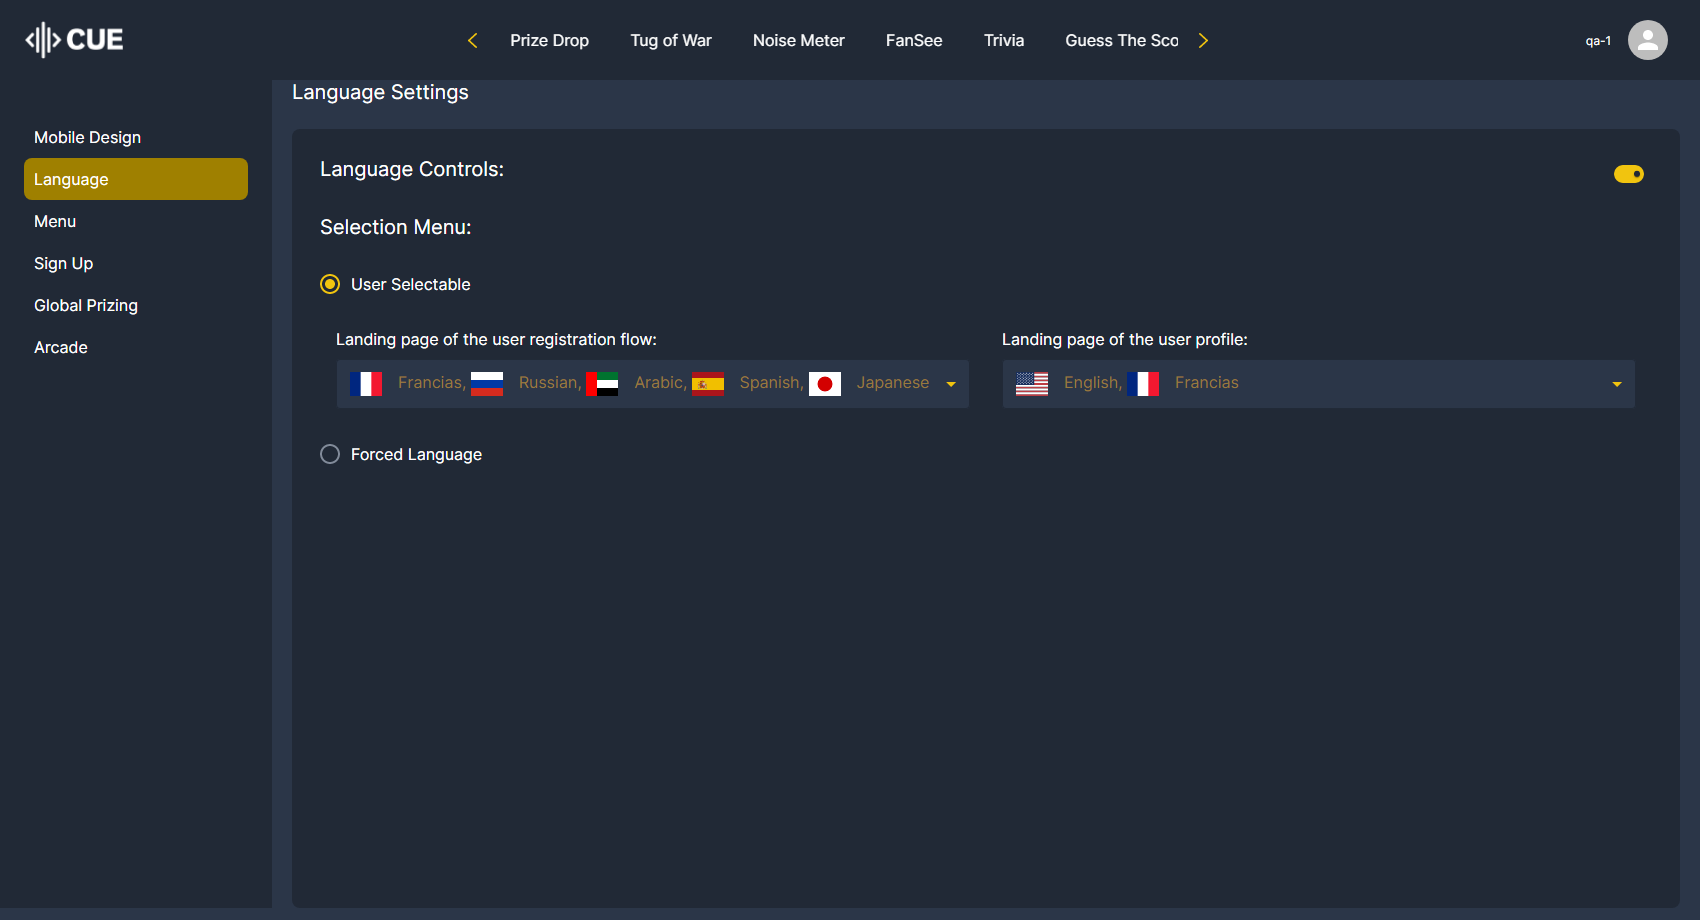 CUE
Prize Drop Tug of War Noise Meter FanSee Trivia Guess The Sco
qa-1
Mobile Design
Language
Menu
Sign Up
Global Prizing
Arcade
Language Settings
Language Controls:
Selection Menu:
User Selectable
Landing page of the user registration flow:
Francias, Russian, Arabic, Spanish, Japanese
Landing page of the user profile:
English, Francias
Forced Language